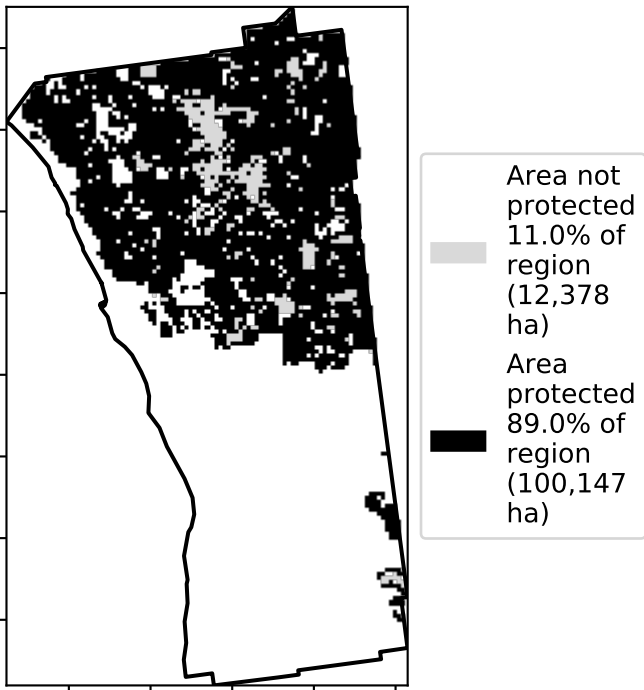 Area not
protected
11.0% of
region
(12,378
ha)
Area
protected
89.0% of
region
(100,147
ha)